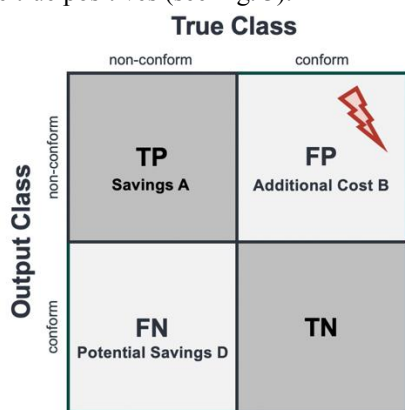 True Class
non-conform conform
Output Class
non-conform
TP
Savings A
FP
Additional Cost B
conform
FN
Potential Savings D
TN